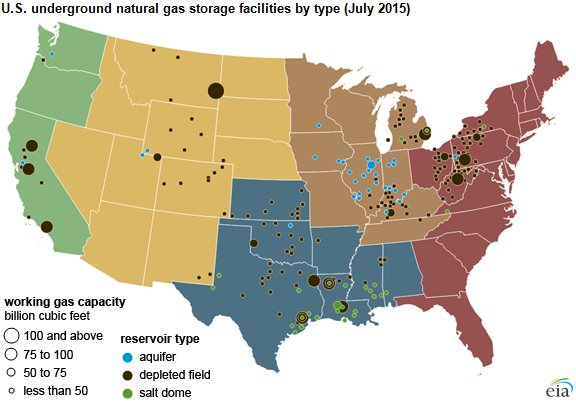 U.S. underground natural gas storage facilities by type (July 2015)
working gas capacity
billion cubic feet
100 and above
75 to 100
50 to 75
less than 50
reservoir type
aquifer
depleted field
salt dome
eia